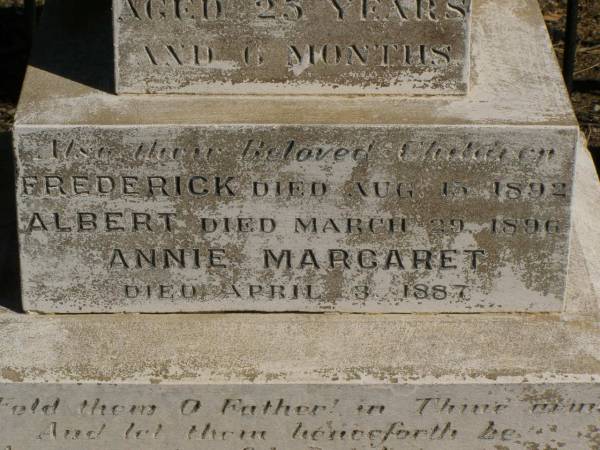 AGED 25 YEARS
AND 6 MONTHS
Also their Beloved Children
FREDERICK DIED AUG 15 1892
ALBERT DIED MARCH 29 1896
ANNIE MARGARET
DIED APRIL 3 1887
Fold them O Father! in Thine arms
And let them henceforth be